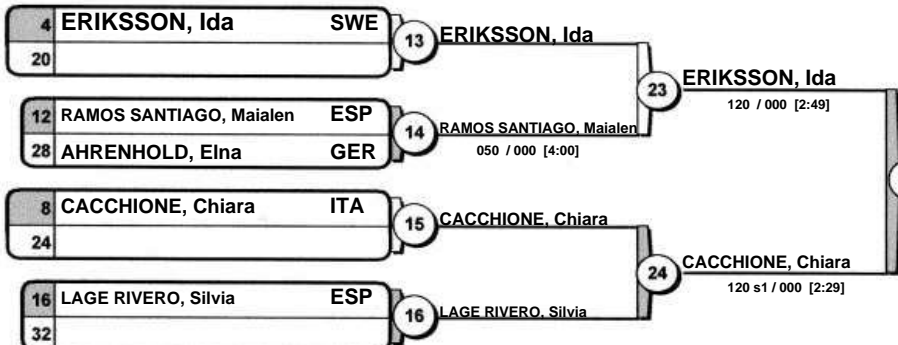 4 ERIKSSON, Ida SWE
20
13 ERIKSSON, Ida
12 RAMOS SANTIAGO, Maialen ESP
28 AHRENHOLD, Elna GER
14 RAMOS SANTIAGO, Maialen
050 / 000 [4:00]
23 ERIKSSON, Ida
120 / 000 [2:49]
8 CACCHIONE, Chiara ITA
24
15 CACCHIONE, Chiara
16 LAGE RIVERO, Silvia ESP
32
16 LAGE RIVERO, Silvia
24 CACCHIONE, Chiara
120 s1 / 000 [2:29]